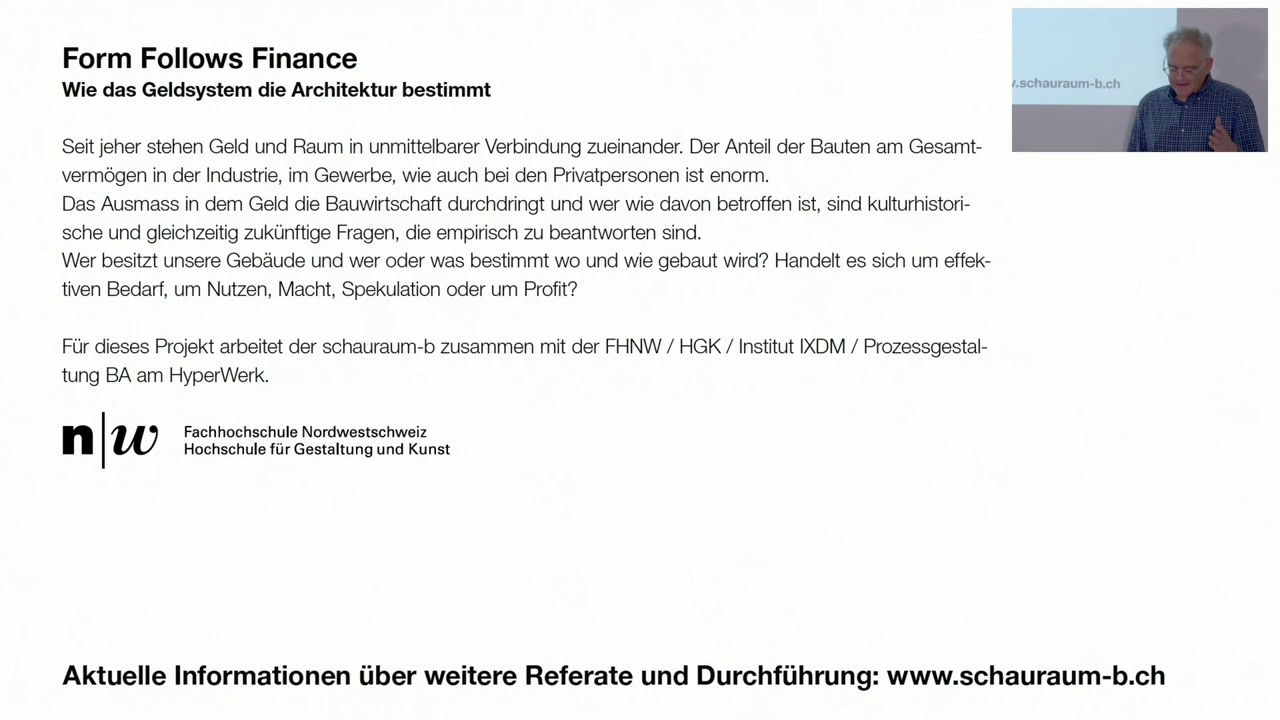 Form Follows Finance
Wie das Geldsystem die Architektur bestimmt
Seit jeher stehen Geld und Raum in unmittelbarer Verbindung zueinander. Der Anteil der Bauten am Gesamt-
vermögen in der Industrie, im Gewerbe, wie auch bei den Privatpersonen ist enorm.
Das Ausmass in dem Geld die Bauwirtschaft durchdringt und wer wie davon betroffen ist, sind kulturhistori-
sche und gleichzeitig zukünftige Fragen, die empirisch zu beantworten sind.
Wer besitzt unsere Gebäude und wer oder was bestimmt wo und wie gebaut wird? Handelt es sich um effek-
tiven Bedarf, um Nutzen, Macht, Spekulation oder um Profit?
Für dieses Projekt arbeitet der schauraum-b zusammen mit der FHNW / HGK / Institut IXDM / Prozessgestal-
tung BA am HyperWerk.
n|w
Fachhochschule Nordwestschweiz
Hochschule für Gestaltung und Kunst
Aktuelle Informationen über weitere Referate und Durchführung: www.schauraum-b.ch
.schauraum-b.ch